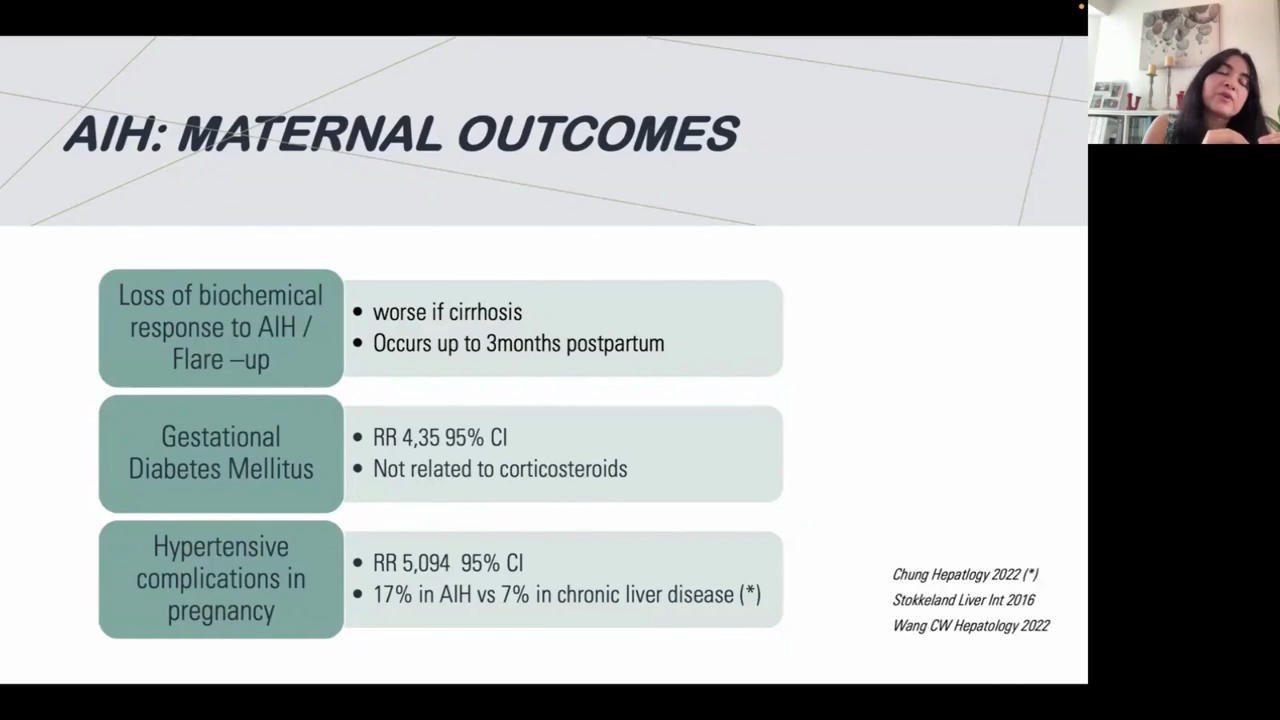 AIH: MATERNAL OUTCOMES
Loss of biochemical
response to AIH /
Flare –up
• worse if cirrhosis
• Occurs up to 3months postpartum
Gestational
Diabetes Mellitus
• RR 4,35 95% CI
• Not related to corticosteroids
Hypertensive
complications in
pregnancy
• RR 5,094  95% CI
• 17% in AIH vs 7% in chronic liver disease (*)
Chung Hepatlogy 2022 (*)
Stokkeland Liver Int 2016
Wang CW Hepatology 2022